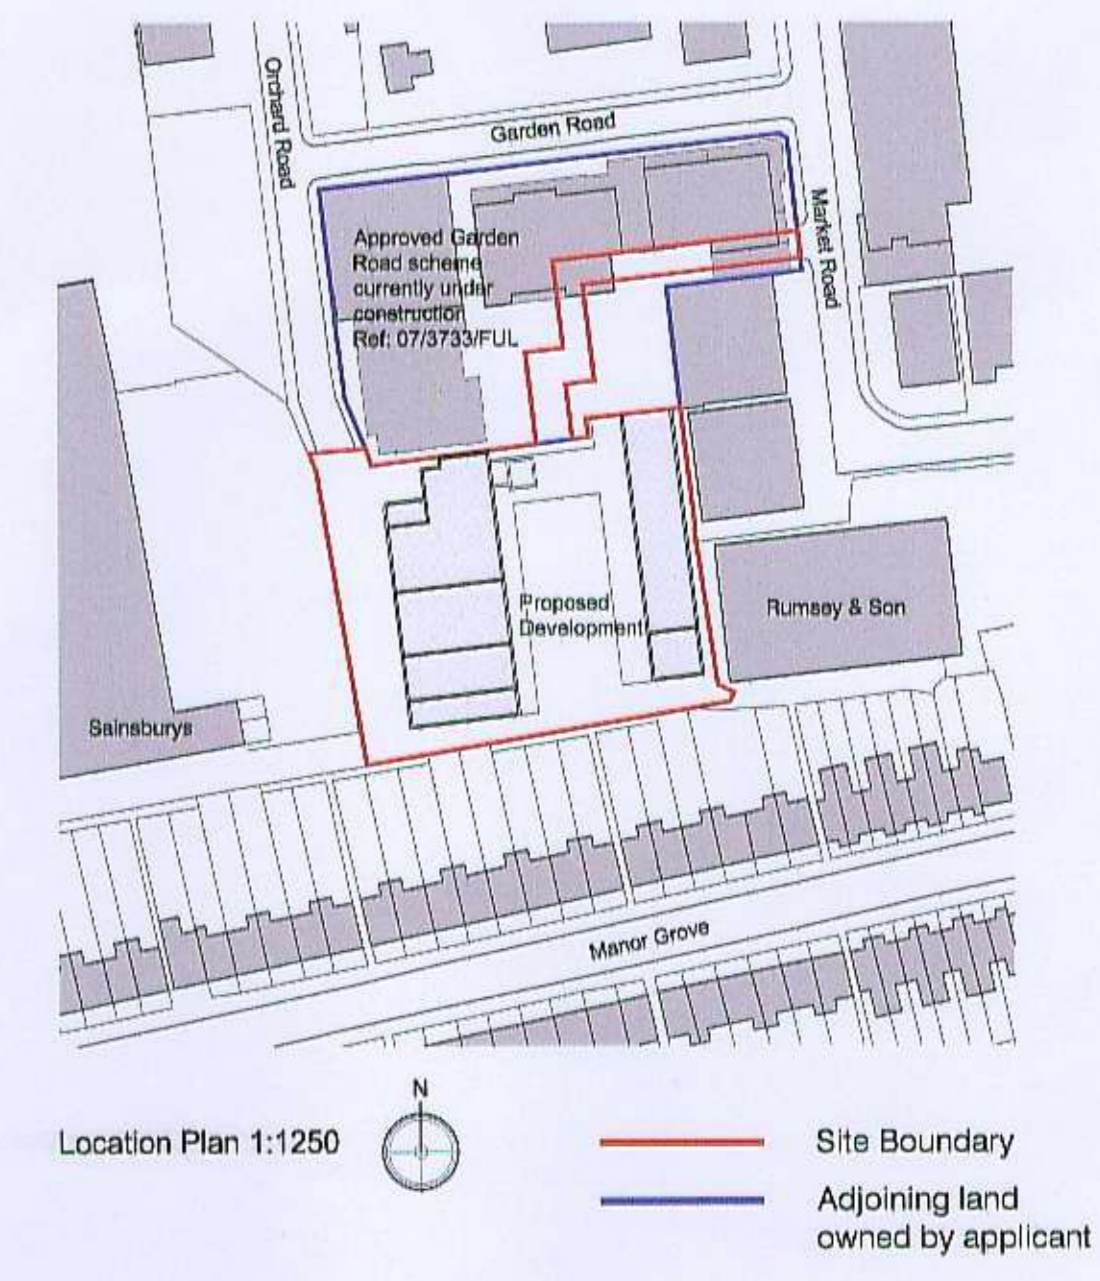 Orchard Road
Garden Road
Market Road
Approved Garden
Road scheme
currently under
construction
Ref: 07/3733/FUL
Proposed
Development
Rumsey & Son
Sainsburys
Manor Grove
N
Location Plan 1:1250
Site Boundary
Adjoining land
owned by applicant